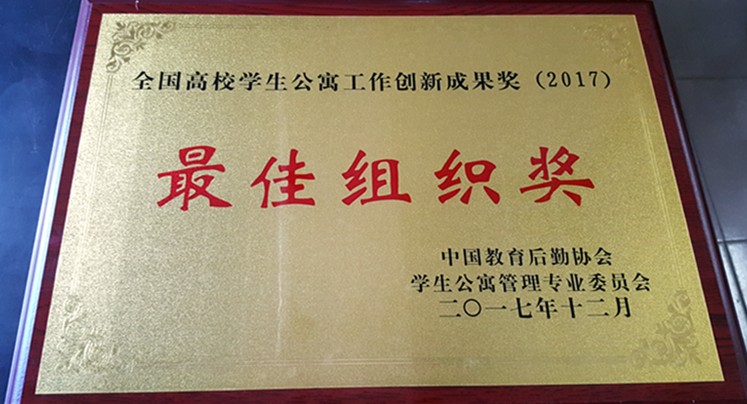 全国高校学生公寓工作创新成果奖（2017）
最佳组织奖
中国教育后勤协会
学生公寓管理专业委员会
二〇一七年十二月